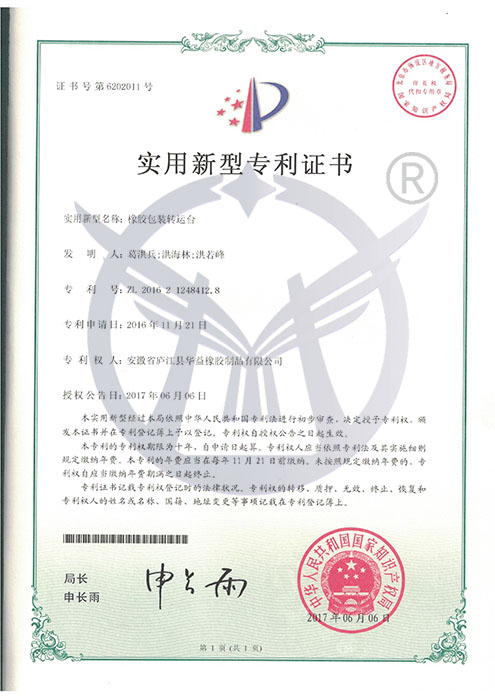 证书号第6202011号
印花税
代扣专用章
国家知识产权局
实用新型专利证书
®
实用新型名称：橡胶包装转运台
发明人：葛洪兵;洪海林;洪若峰
专利号：ZL 2016 2 1248412.8
专利申请日：2016年11月21日
专利权人：安徽省庐江县华益橡胶制品有限公司
授权公告日：2017年06月06日
本实用新型经过本局依照中华人民共和国专利法进行初步审查，决定授予专利权，颁
发本证书并在专利登记簿上予以登记。专利权自授权公告之日起生效。
本专利的专利权期限为十年，自申请日起算。专利权人应当依照专利法及其实施细则
规定缴纳年费。本专利的年费应当在每年11月21日前缴纳。未按照规定缴纳年费的，专
利权自应当缴纳年费期满之日起终止。
专利证书记载专利权登记时的法律状况。专利权的转移、质押、无效、终止、恢复和
专利权人的姓名或名称、国籍、地址变更等事项记载在专利登记簿上。
局长
申长雨
申长雨
中华人民共和国国家知识产权局
2017年06月06日
第1页(共1页)